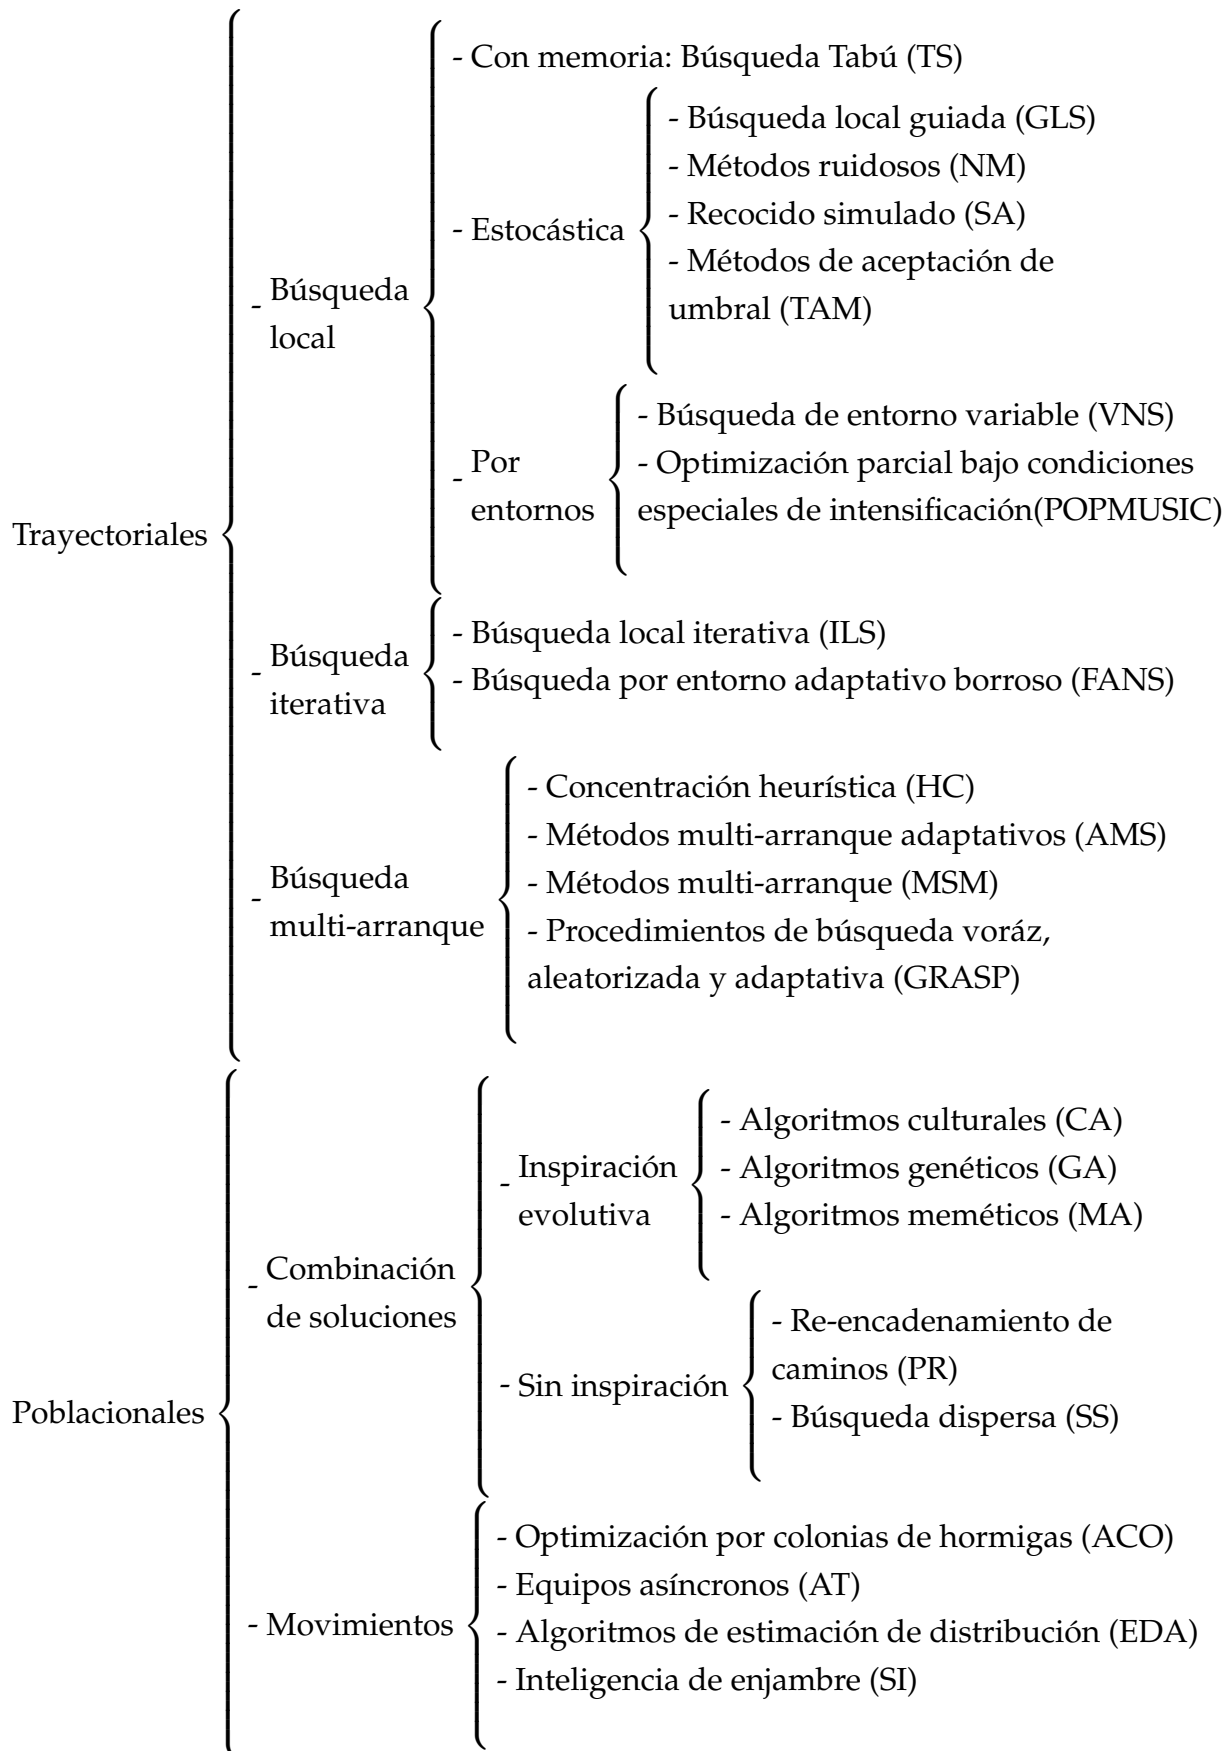 Trayectoriales
- Búsqueda
local
- Con memoria: Búsqueda Tabú (TS)
- Estocástica
- Búsqueda local guiada (GLS)
- Métodos ruidosos (NM)
- Recocido simulado (SA)
- Métodos de aceptación de
umbral (TAM)
- Por
entornos
- Búsqueda de entorno variable (VNS)
- Optimización parcial bajo condiciones
especiales de intensificación(POPMUSIC)
- Búsqueda
iterativa
- Búsqueda local iterativa (ILS)
- Búsqueda por entorno adaptativo borroso (FANS)
- Búsqueda
multi-arranque
- Concentración heurística (HC)
- Métodos multi-arranque adaptativos (AMS)
- Métodos multi-arranque (MSM)
- Procedimientos de búsqueda voráz,
aleatorizada y adaptativa (GRASP)
Poblacionales
- Combinación
de soluciones
- Inspiración
evolutiva
- Algoritmos culturales (CA)
- Algoritmos genéticos (GA)
- Algoritmos meméticos (MA)
- Sin inspiración
- Re-encadenamiento de
caminos (PR)
- Búsqueda dispersa (SS)
- Movimientos
- Optimización por colonias de hormigas (ACO)
- Equipos asíncronos (AT)
- Algoritmos de estimación de distribución (EDA)
- Inteligencia de enjambre (SI)